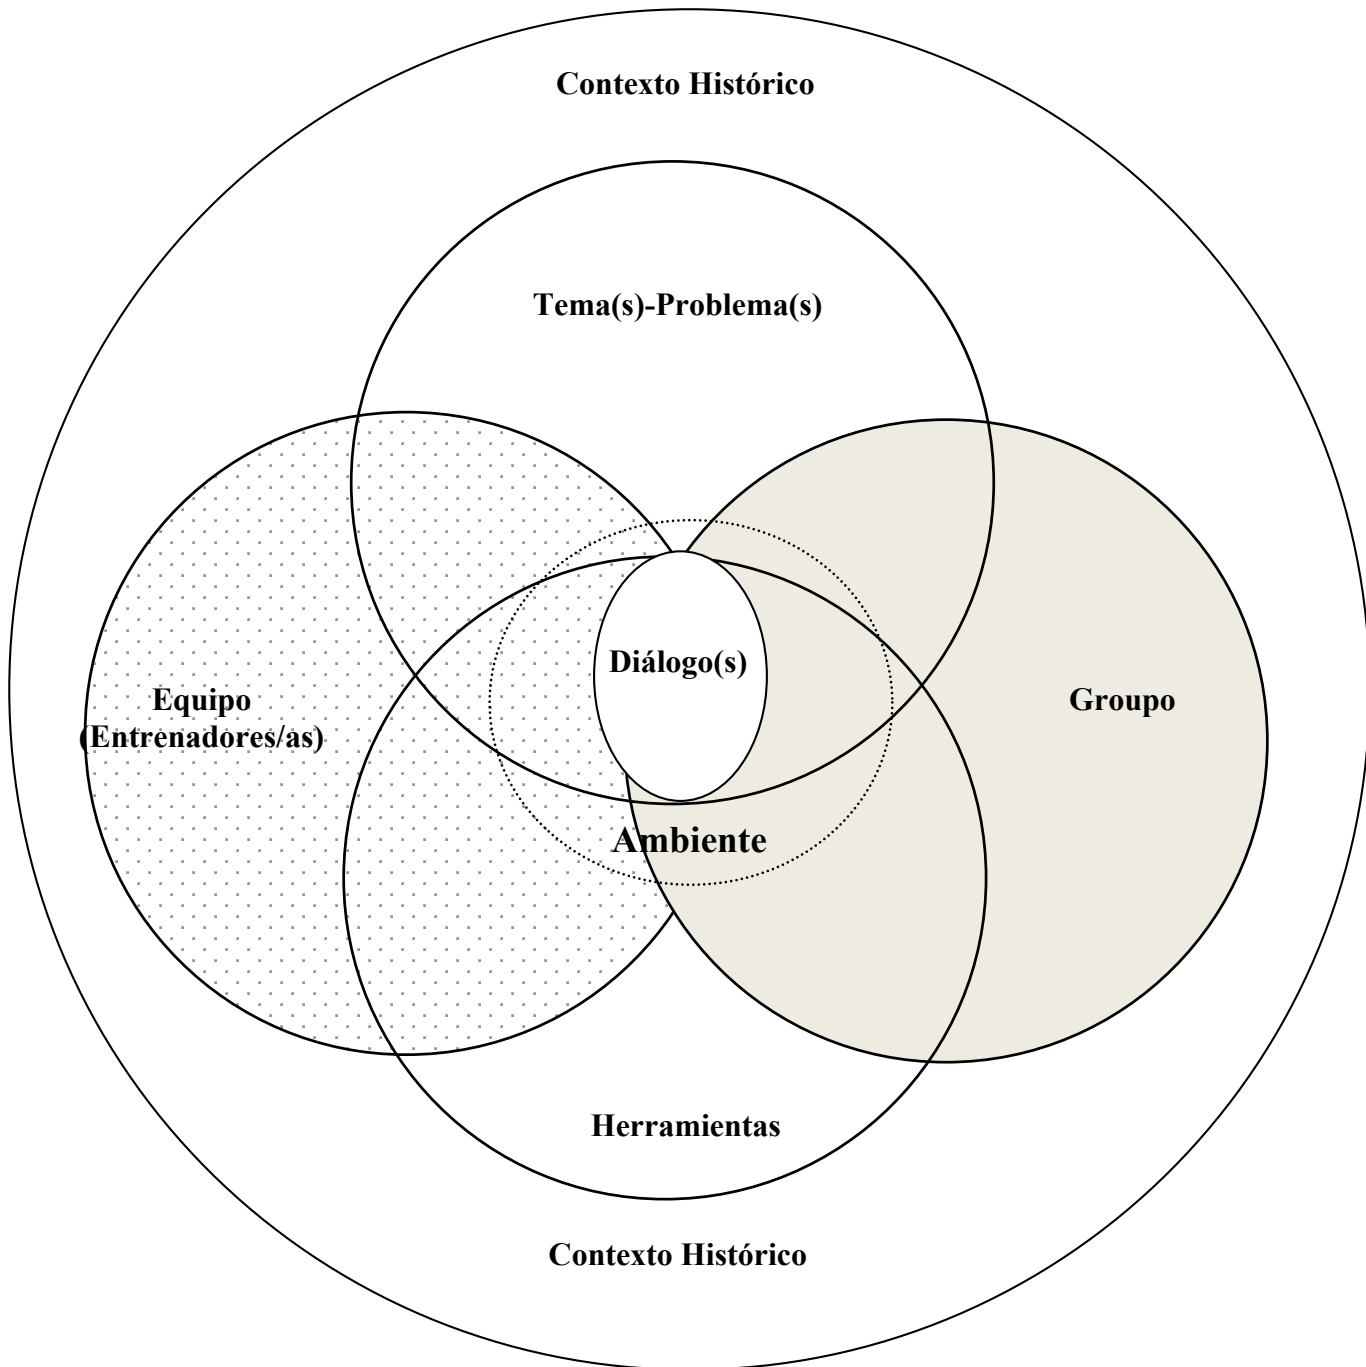 Contexto Histórico
Tema(s)-Problema(s)
Diálogo(s)
Equipo
(Entrenadores/as)
Groupo
Ambiente
Herramientas
Contexto Histórico